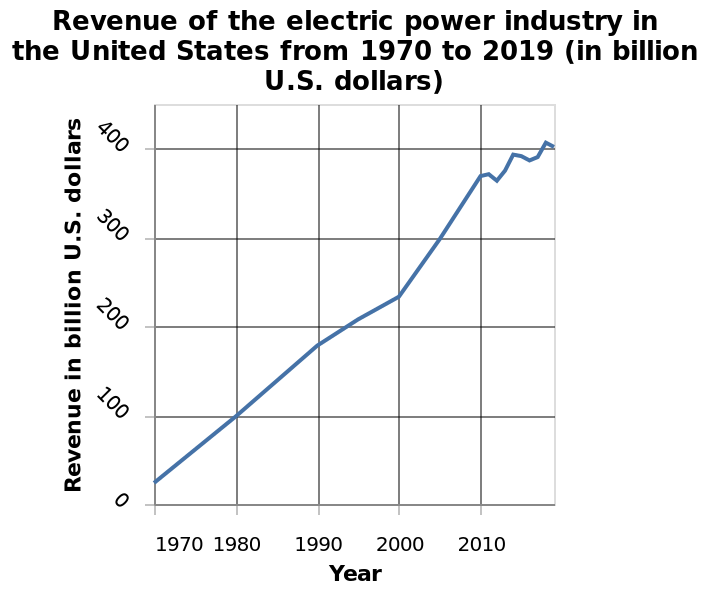 Revenue of the electric power industry in
the United States from 1970 to 2019 (in billion
U.S. dollars)
Revenue in billion U.S. dollars
400
300
200
100
0
1970 1980 1990 2000 2010
Year